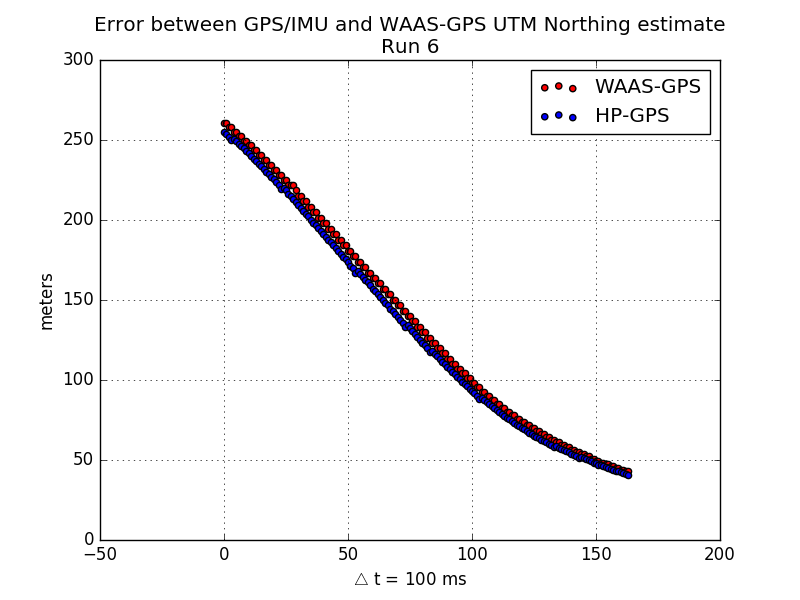 Error between GPS/IMU and WAAS-GPS UTM Northing estimate
Run 6
300
250
200
150
100
50
0
meters
WAAS-GPS
HP-GPS
−50
0
50
100
150
200
△ t = 100 ms